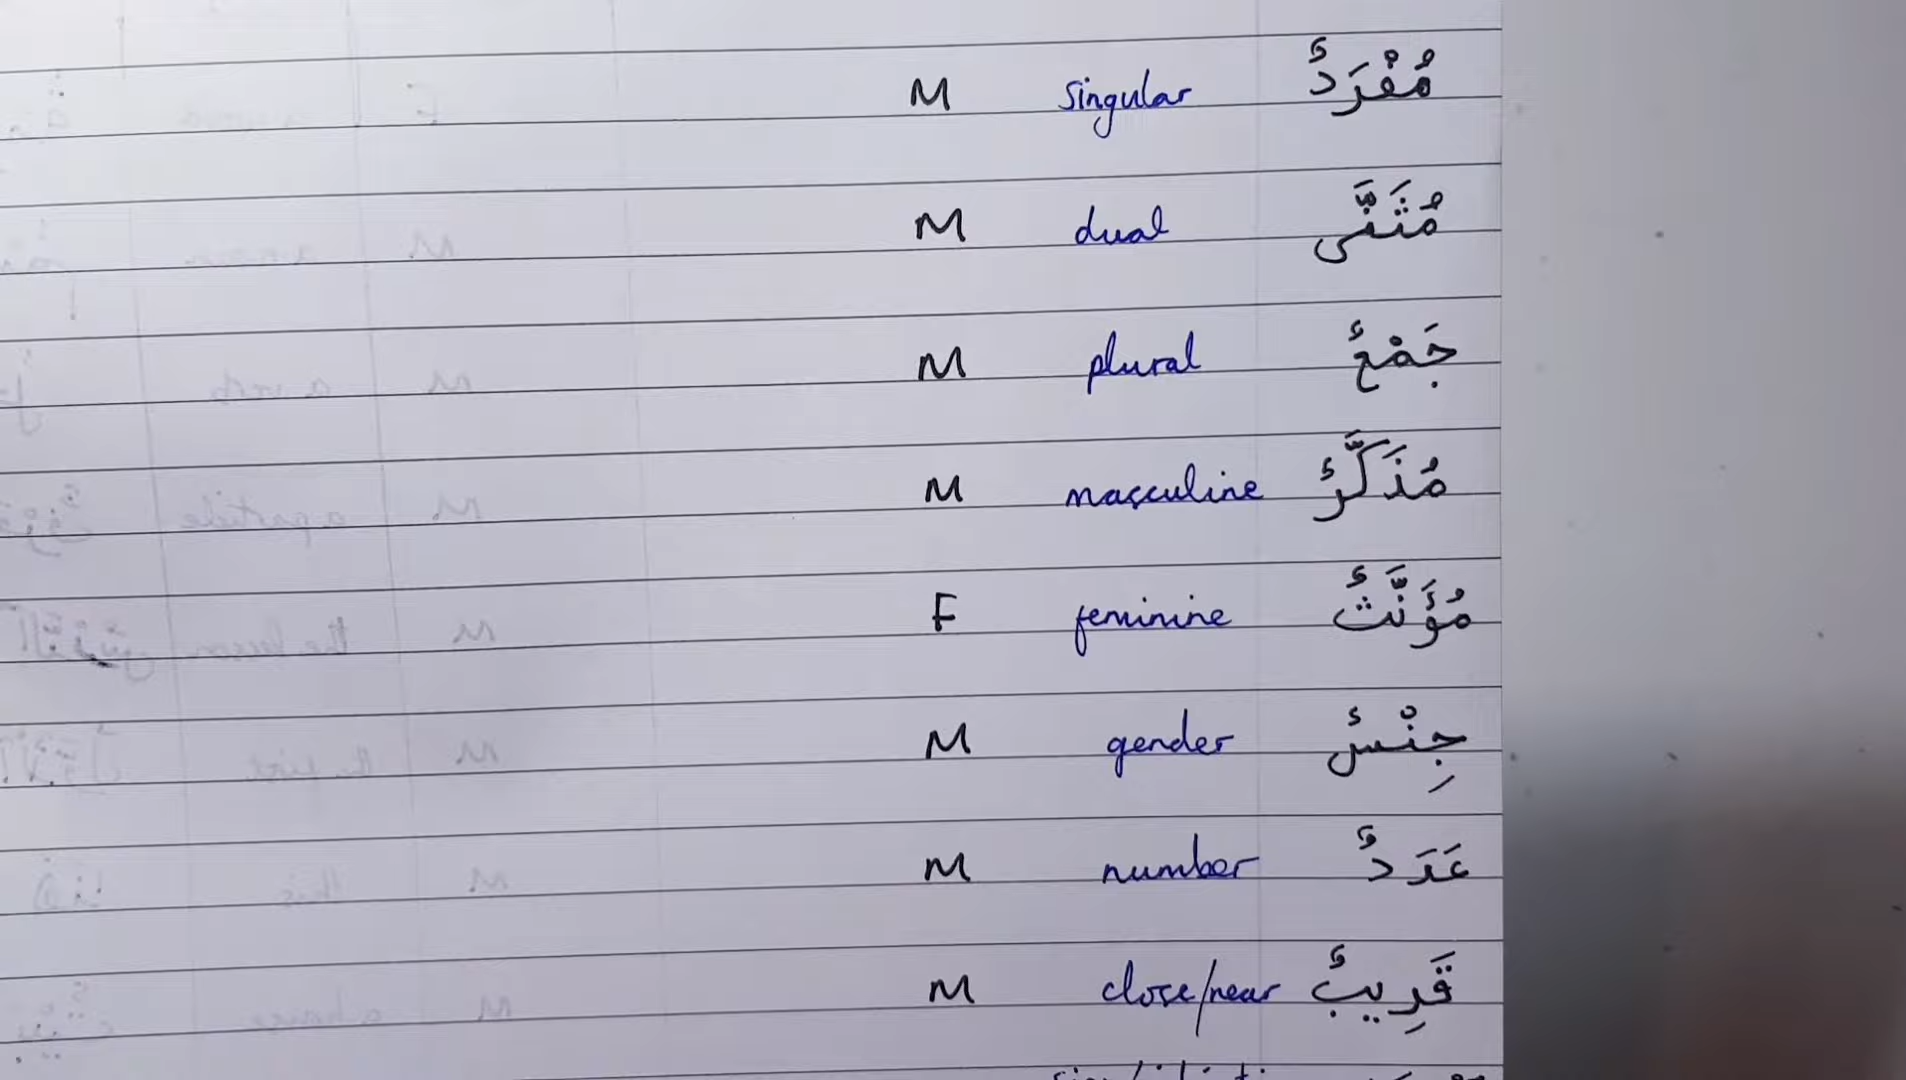 مُفْرَدٌ singular M
مُثَنَّى dual M
جَمْعٌ plural M
مُذَكَّرٌ masculine M
مُؤَنَّثٌ feminine F
جِنْسٌ gender M
عَدَدٌ number M
قَرِيبٌ close/near M